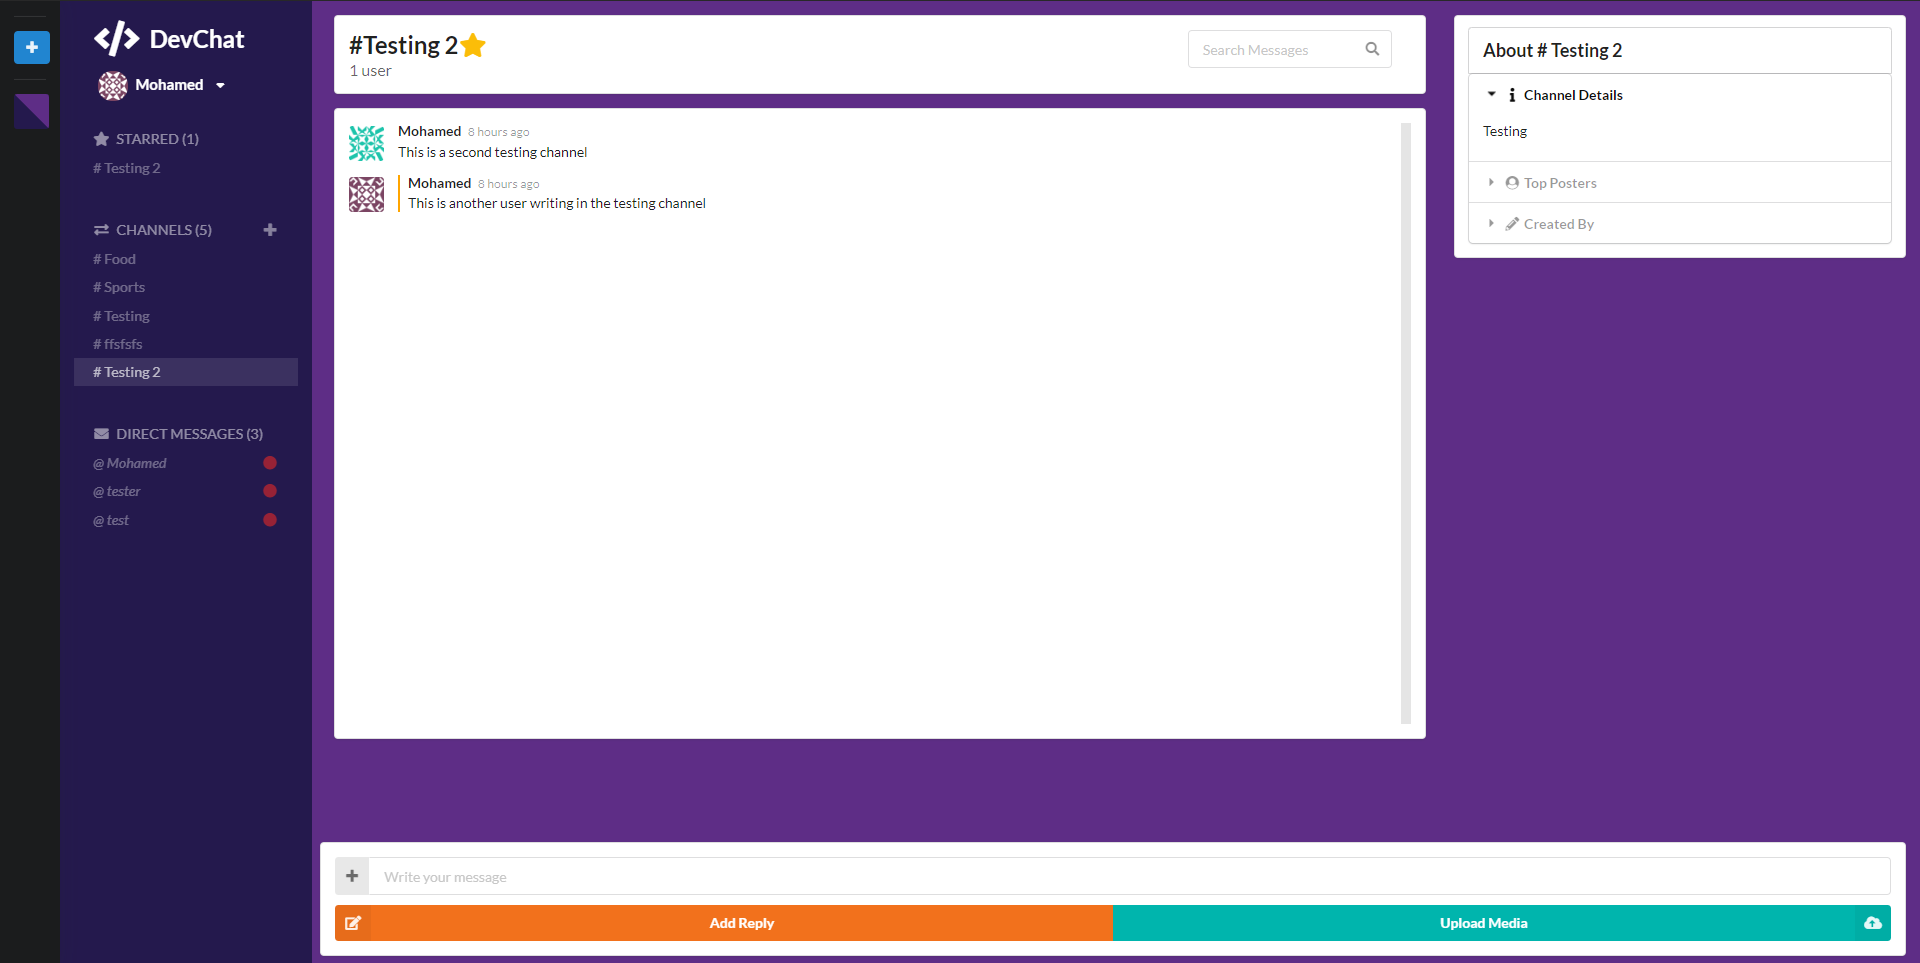 DevChat
Mohamed
STARRED (1)
# Testing 2
CHANNELS (5)
# Food
# Sports
# Testing
# ffsfsfs
# Testing 2
DIRECT MESSAGES (3)
@ Mohamed
@ tester
@ test
#Testing 2
1 user
Search Messages
Mohamed 8 hours ago
This is a second testing channel
Mohamed 8 hours ago
This is another user writing in the testing channel
About # Testing 2
Channel Details
Testing
Top Posters
Created By
Write your message
Add Reply
Upload Media